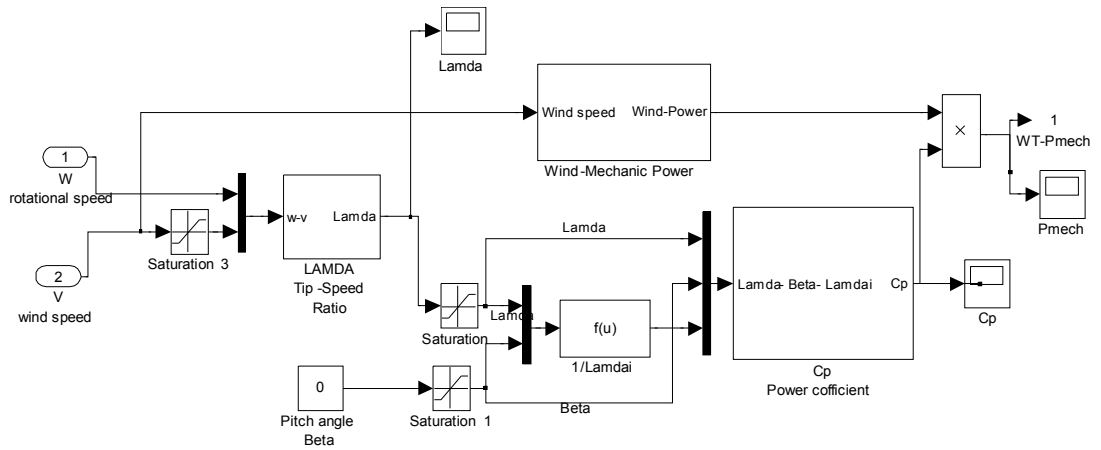 Lamda
Wind speed
Wind-Power
Wind-Mechanic Power
×
1
WT-Pmech
Pmech
1
W
rotational speed
w-v
Lamda
LAMDA
Tip -Speed
Ratio
Saturation 3
2
V
wind speed
Lamda
Lamda
Saturation
f(u)
1/Lamdai
Lamda- Beta- Lamdai
Cp
Cp
Power cofficient
Cp
0
Pitch angle
Beta
Saturation 1
Beta